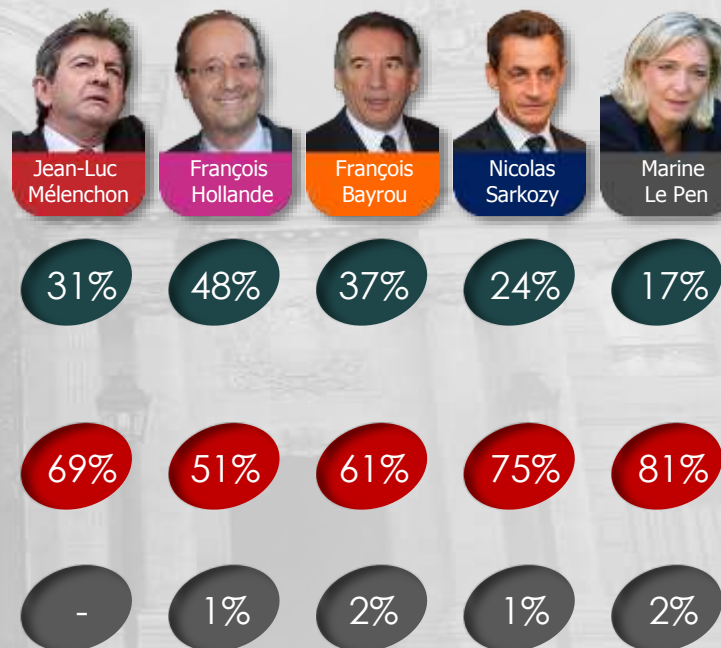 Jean-Luc Mélenchon
François Hollande
François Bayrou
Nicolas Sarkozy
Marine Le Pen
31% 48% 37% 24% 17%
69% 51% 61% 75% 81%
- 1% 2% 1% 2%